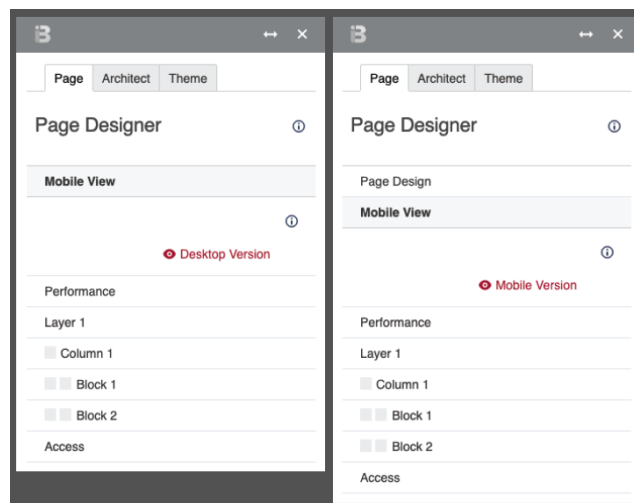 Page Architect Theme
Page Designer
Mobile View
Desktop Version
Performance
Layer 1
Column 1
Block 1
Block 2
Access
Page Architect Theme
Page Designer
Page Design
Mobile View
Mobile Version
Performance
Layer 1
Column 1
Block 1
Block 2
Access